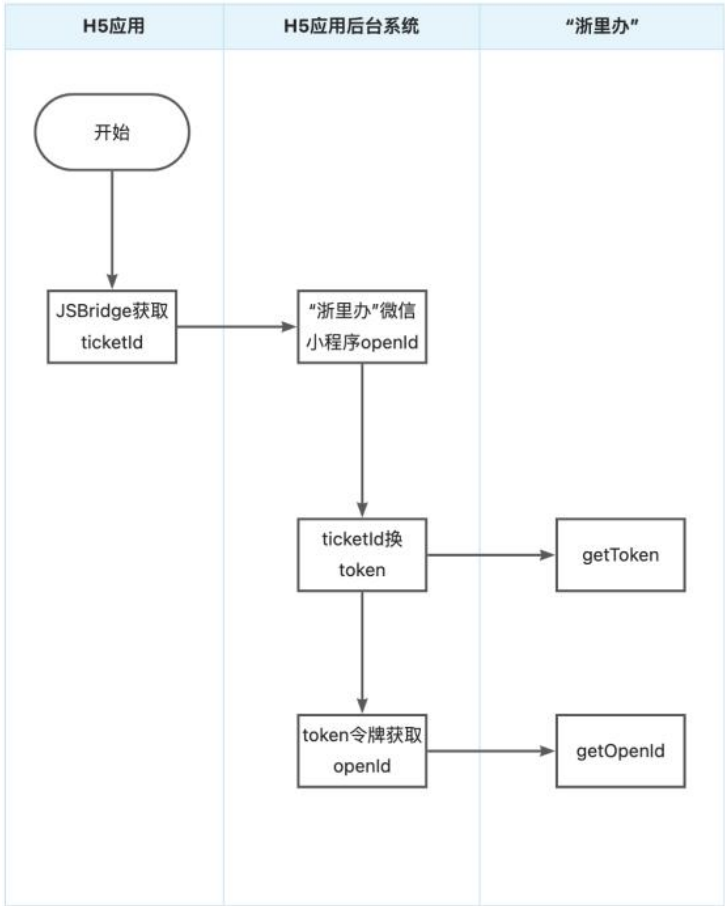 H5应用
H5应用后台系统
“浙里办”
开始
JSBridge获取
ticketId
“浙里办”微信
小程序openId
ticketId换
token
getToken
token令牌获取
openId
getOpenId